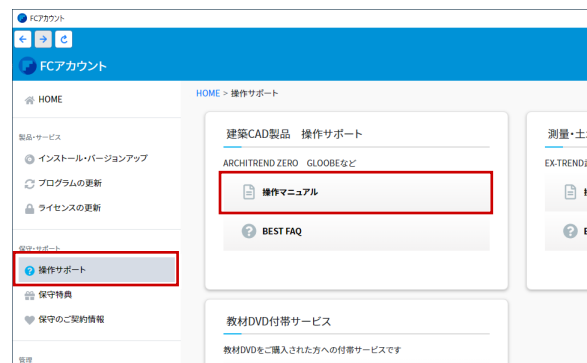 FCアカウント
FCアカウント
HOME
製品・サービス
インストール・バージョンアップ
プログラムの更新
ライセンスの更新
保守・サポート
操作サポート
保守特典
保守のご契約情報
管理
HOME > 操作サポート
建築CAD製品 操作サポート
ARCHITREND ZERO GLOOBEなど
操作マニュアル
BEST FAQ
教材DVD付帯サービス
教材DVDをご購入された方への付帯サービスです
測量・土
EX-TREND